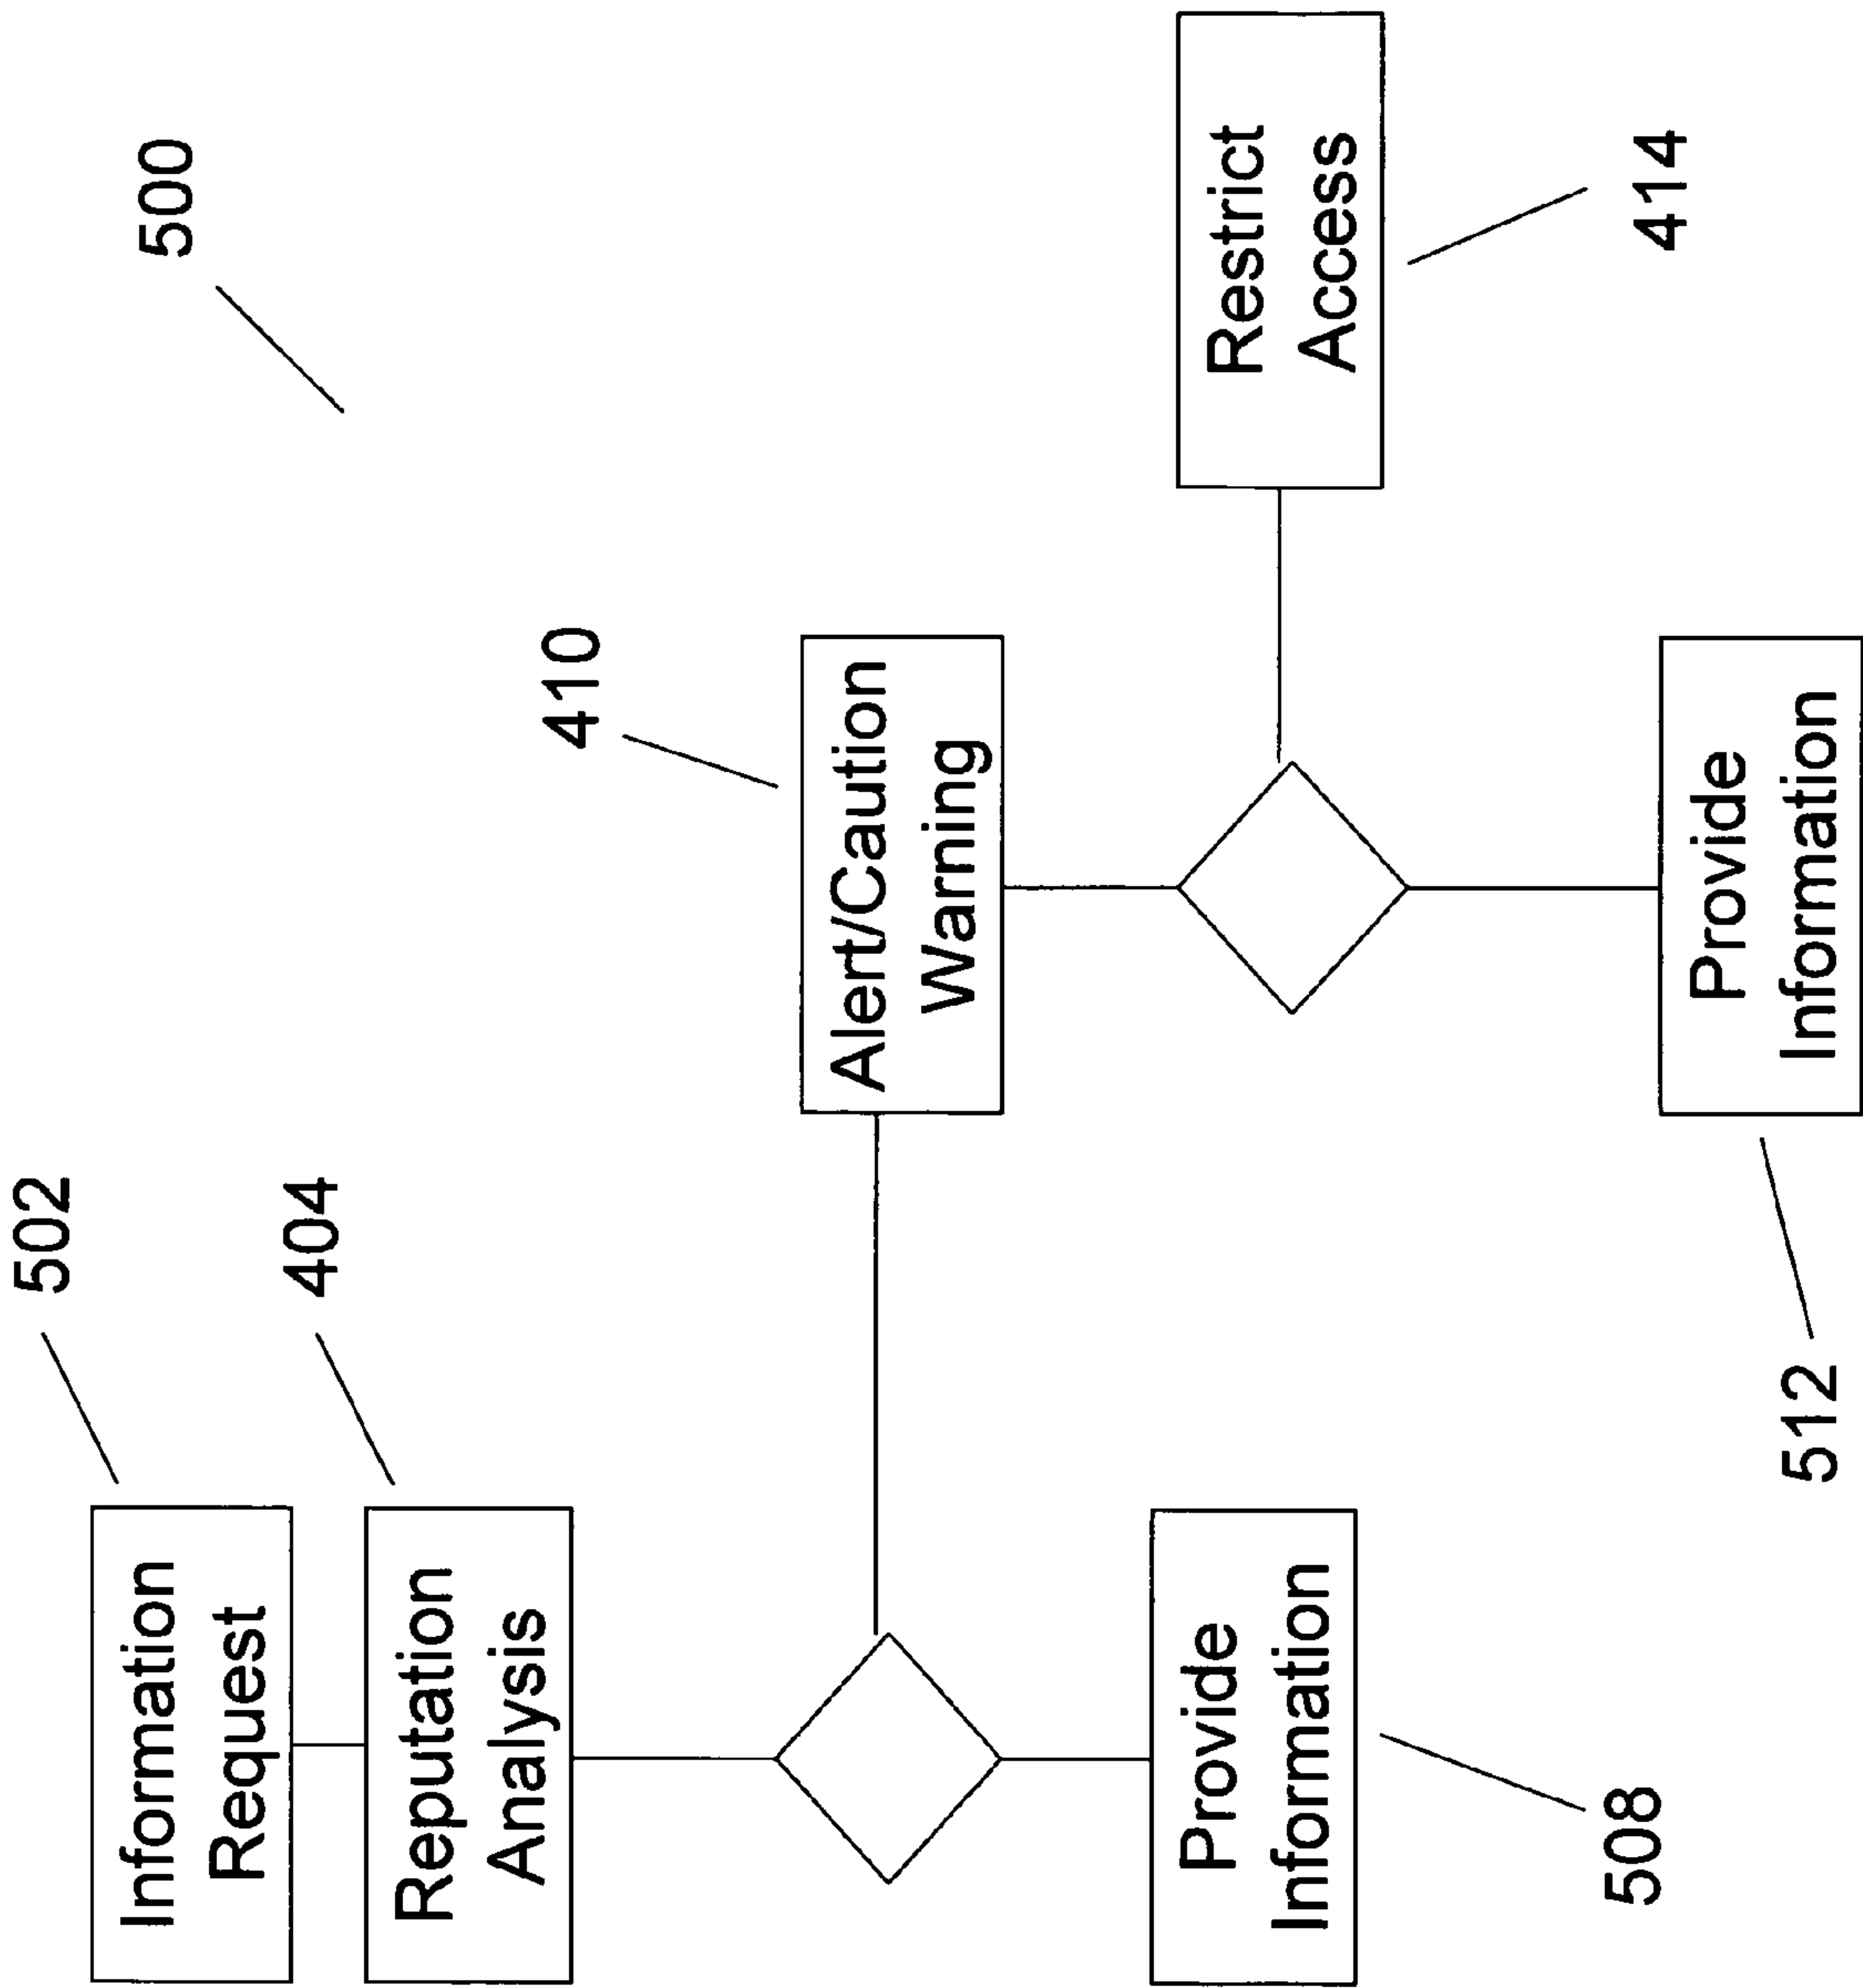 502
Information
Request
500
404
Reputation
Analysis
410
Alert/Caution
Warning
Provide
Information
Restrict
Access
508
414
Provide
Information
512